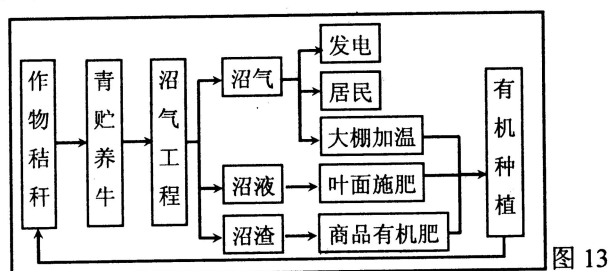 作物秸秆
青贮养牛
沼气工程
沼气
发电
居民
大棚加温
沼液
叶面施肥
沼渣
商品有机肥
有机种植
图 13